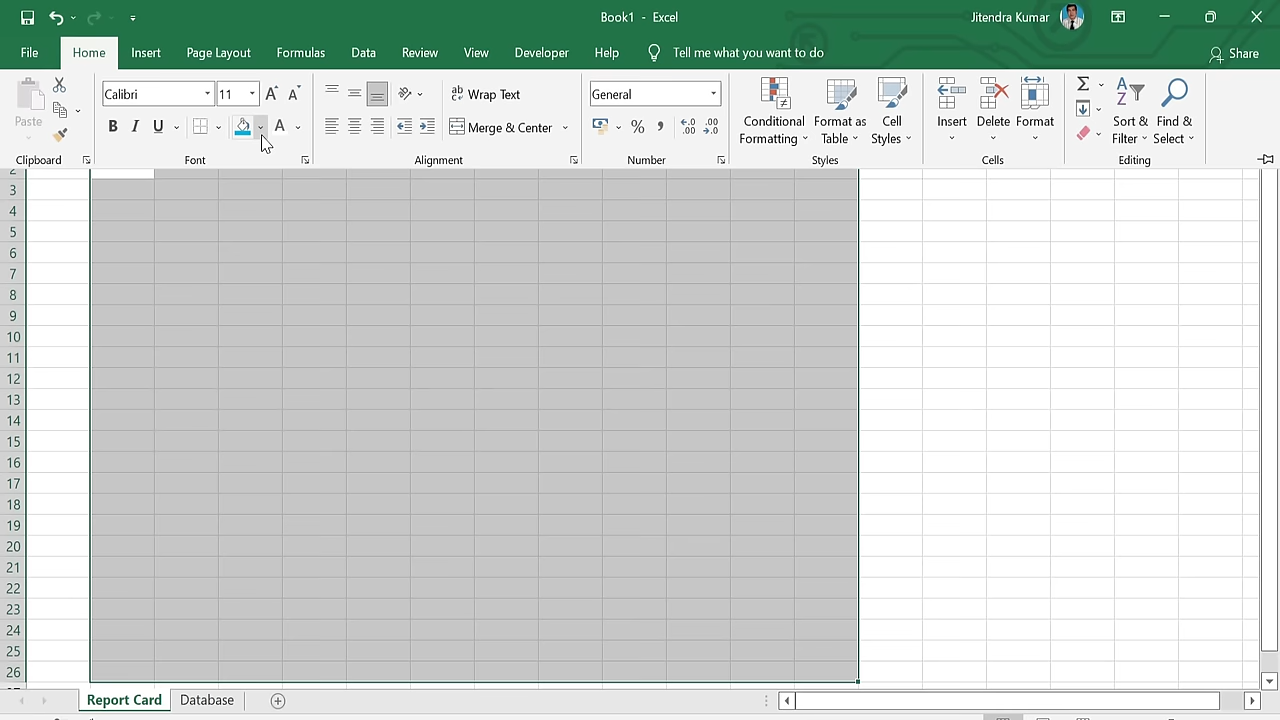 Book1 - Excel
Jitendra Kumar
File Home Insert Page Layout Formulas Data Review View Developer Help Tell me what you want to do Share
Paste
Calibri 11
B I U A
Wrap Text
Merge & Center
General
% ,
Conditional Formatting
Format as Table
Cell Styles
Insert Delete Format
Sort & Filter
Find & Select
Clipboard Font Alignment Number Styles Cells Editing
2
3
4
5
6
7
8
9
10
11
12
13
14
15
16
17
18
19
20
21
22
23
24
25
26
Report Card Database